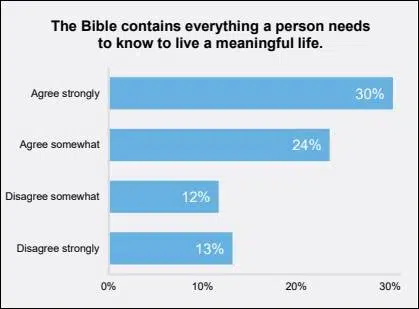 The Bible contains everything a person needs
to know to live a meaningful life.
Agree strongly
30%
Agree somewhat
24%
Disagree somewhat
12%
Disagree strongly
13%
0%
10%
20%
30%